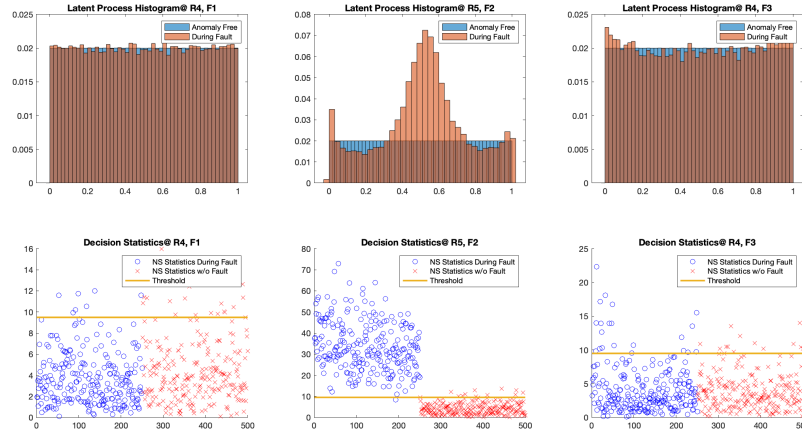 Latent Process Histogram@ R4, F1
0.025
0.02
0.015
0.01
0.005
0
0 0.2 0.4 0.6 0.8 1
Anomaly Free
During Fault
Latent Process Histogram@ R5, F2
0.08
0.07
0.06
0.05
0.04
0.03
0.02
0.01
0
0 0.2 0.4 0.6 0.8 1
Anomaly Free
During Fault
Latent Process Histogram@ R4, F3
0.025
0.02
0.015
0.01
0.005
0
0 0.2 0.4 0.6 0.8 1
Anomaly Free
During Fault
Decision Statistics@ R4, F1
16
14
12
10
8
6
4
2
0
0 100 200 300 400 500
NS Statistics During Fault
NS Statistics w/o Fault
Threshold
Decision Statistics@ R5, F2
80
70
60
50
40
30
20
10
0
0 100 200 300 400 500
NS Statistics During Fault
NS Statistics w/o Fault
Threshold
Decision Statistics@ R4, F3
25
20
15
10
5
0
0 100 200 300 400
NS Statistics During Fault
NS Statistics w/o Fault
Threshold